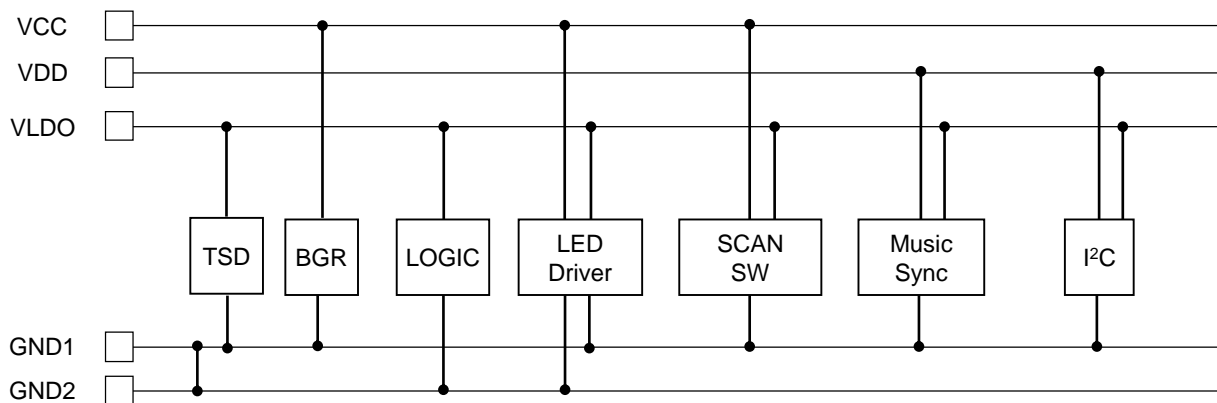 VCC
VDD
VLDO
TSD
BGR
LOGIC
LED
Driver
SCAN
SW
Music
Sync
I²C
GND1
GND2